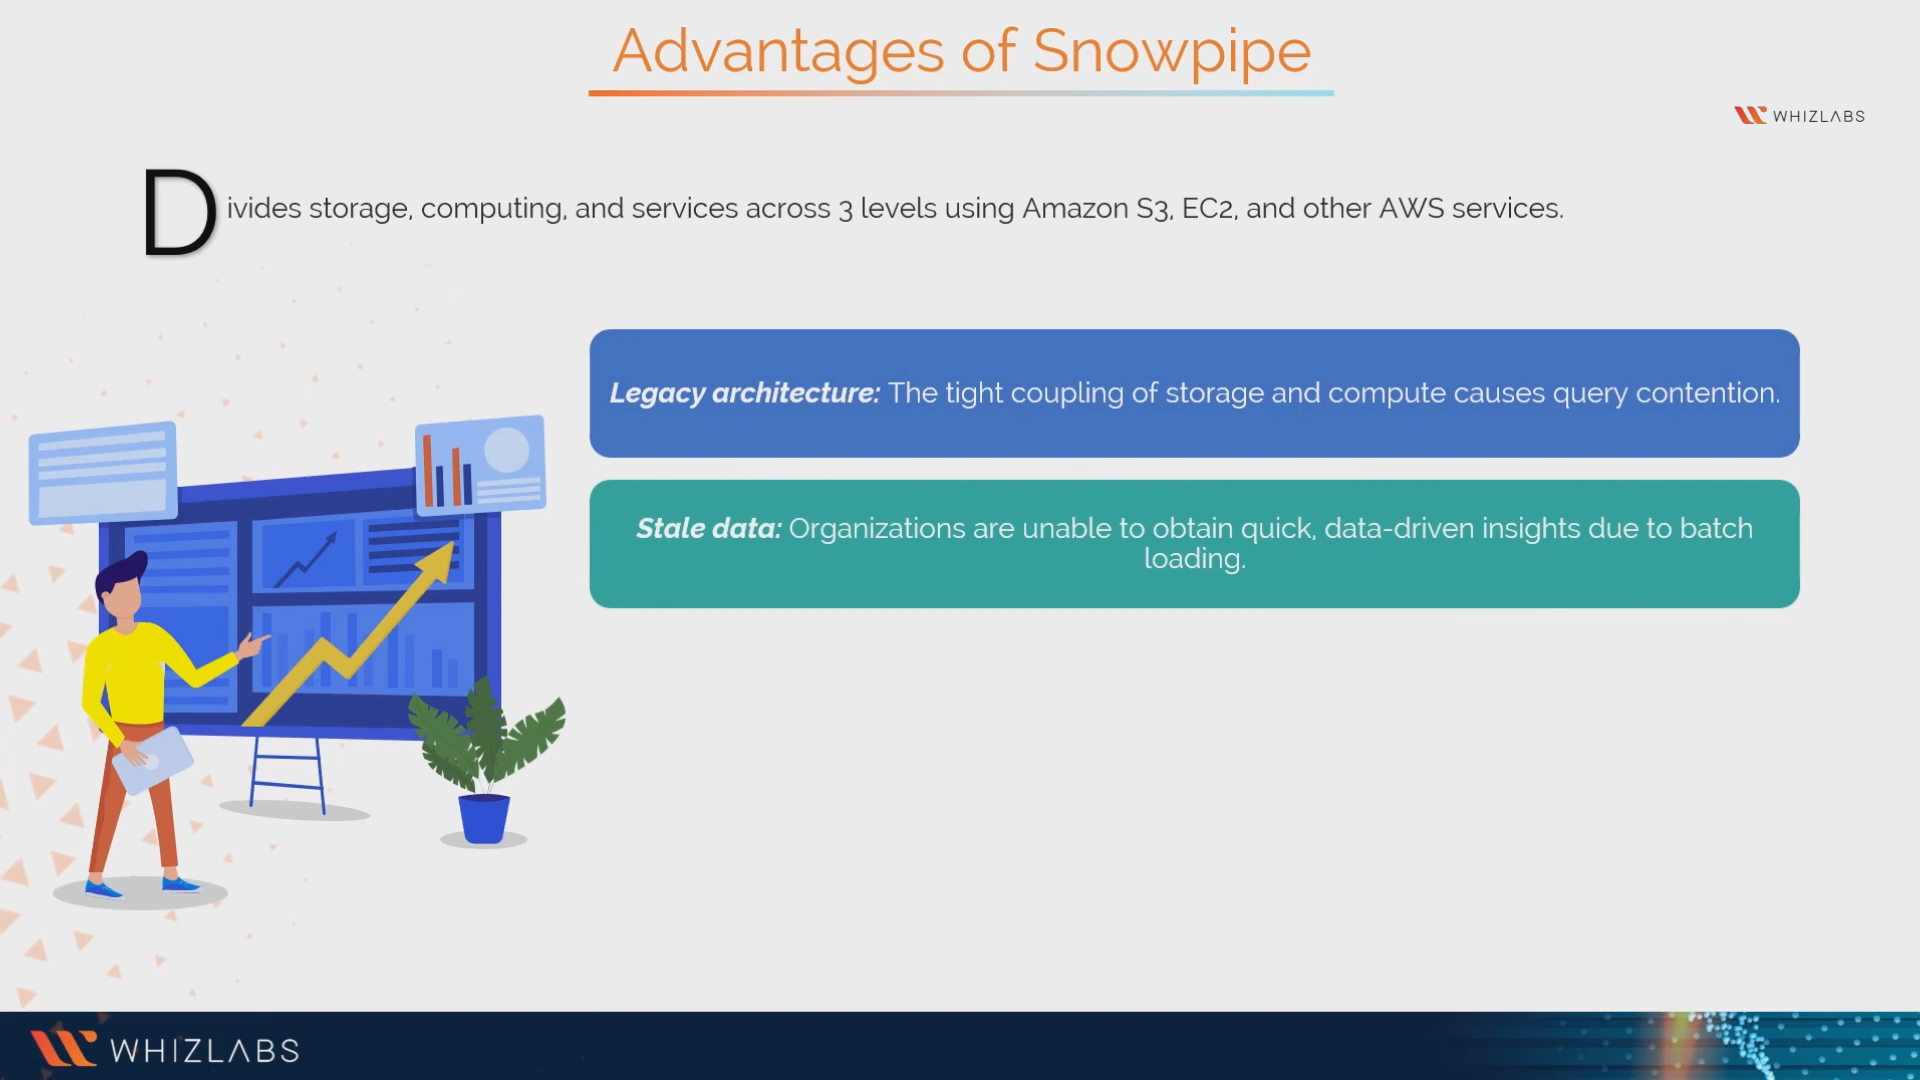 Advantages of Snowpipe
WHIZLABS
Divides storage, computing, and services across 3 levels using Amazon S3, EC2, and other AWS services.
Legacy architecture: The tight coupling of storage and compute causes query contention.
Stale data: Organizations are unable to obtain quick, data-driven insights due to batch
loading.
WHIZLABS